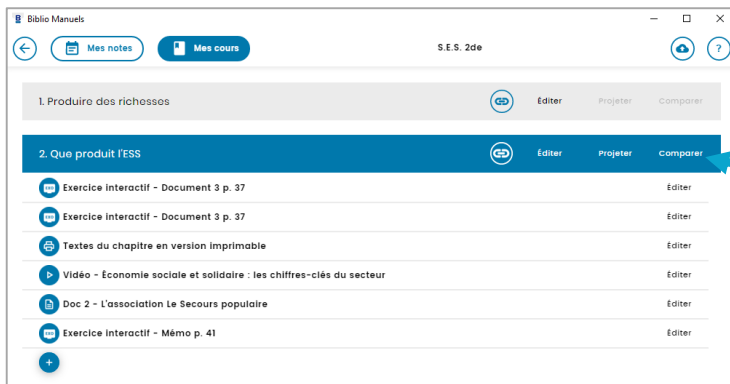 Biblio Manuels
Mes notes Mes cours S.E.S. 2de ?
1. Produire des richesses Éditer Projeter Comparer
2. Que produit l'ESS Éditer Projeter Comparer
Exercice interactif - Document 3 p. 37 Éditer
Exercice interactif - Document 3 p. 37 Éditer
Textes du chapitre en version imprimable Éditer
Vidéo - Économie sociale et solidaire : les chiffres-clés du secteur Éditer
Doc 2 - L'association Le Secours populaire Éditer
Exercice interactif - Mémo p. 41 Éditer
+